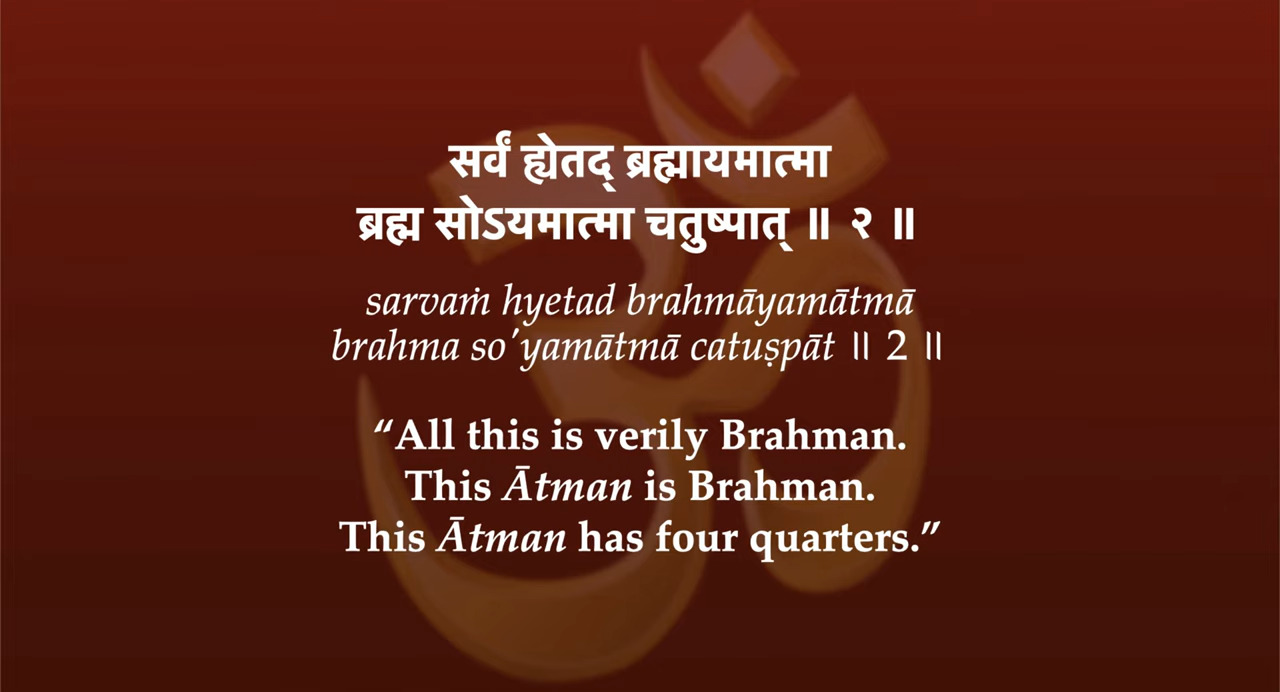 सर्वं ह्येतद् ब्रह्मायमात्मा
ब्रह्म सोऽयमात्मा चतुष्पात् ॥ २ ॥
sarvaṁ hyetad brahmāyamātmā
brahma so'yamātmā catuṣpāt ॥ 2 ॥
“All this is verily Brahman.
This Ātman is Brahman.
This Ātman has four quarters.”